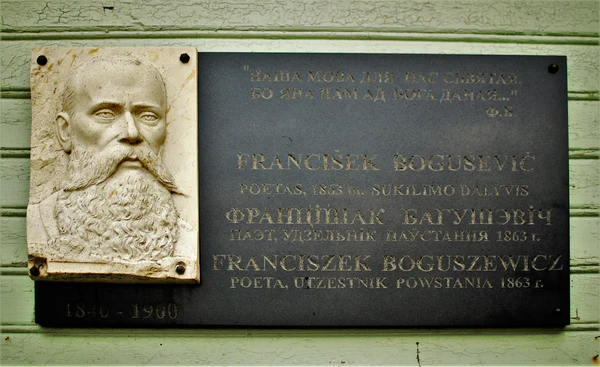 "НАША МОВА ДЛЯ НАС СЬВЯТАЯ,
БО ЯНА НАМ АД БОГА ДАНАЯ..."
Ф.Б.
FRANCIŠEK BOGUŠEVIČ
POETAS, 1863 m. SUKILIMO DALYVIS
ФРАНЦІШАК БАГУШЭВІЧ
ПАЭТ, УДЗЕЛЬНІК ПАЎСТАННЯ 1863 г.
FRANCISZEK BOGUSZEWICZ
POETA, UCZESTNIK POWSTANIA 1863 r.
1840 - 1900